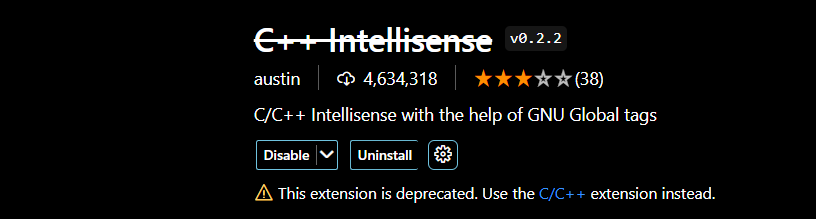 C++ Intellisense v0.2.2
austin 4,634,318 (38)
C/C++ Intellisense with the help of GNU Global tags
Disable Uninstall
This extension is deprecated. Use the C/C++ extension instead.